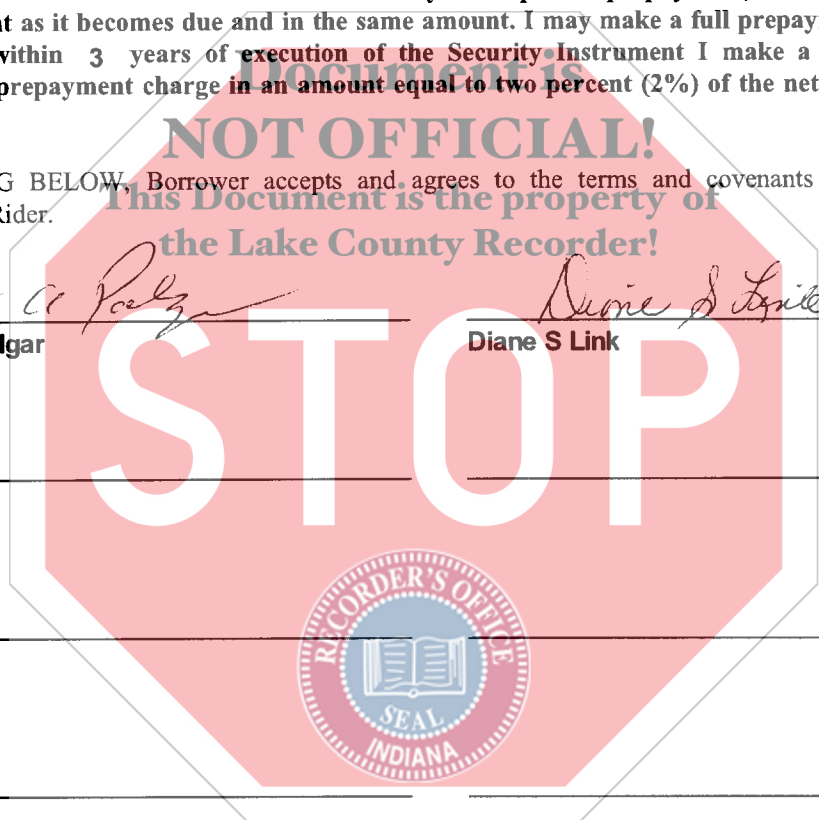 t as it becomes due and in the same amount. I may make a full prepay
within 3 years of execution of the Security Instrument I make a
prepayment charge in an amount equal to two percent (2%) of the net
Document is
NOT OFFICIAL!
G BELOW, Borrower accepts and agrees to the terms and covenants
Rider.
This Document is the property of
the Lake County Recorder!
Diane S Link
lgar
Diane S Link
STOP
RECORDER'S OFFICE
SEAL
INDIANA